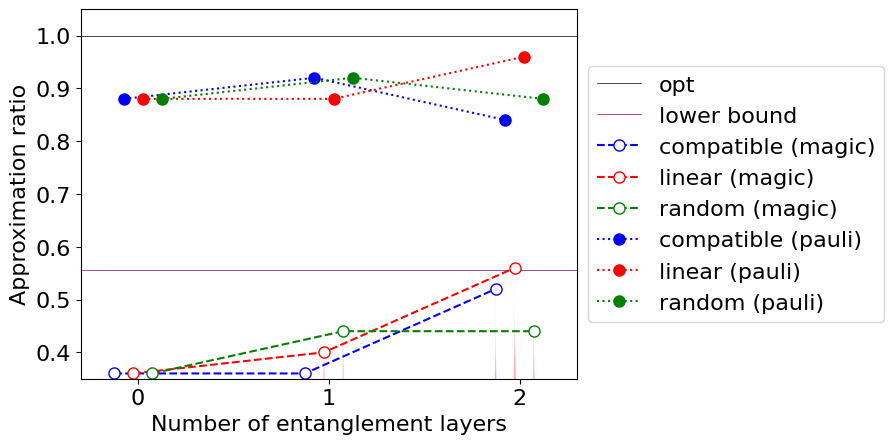 1.0
0.9
0.8
0.7
0.6
0.5
0.4
Approximation ratio
0
1
2
Number of entanglement layers
opt
lower bound
compatible (magic)
linear (magic)
random (magic)
compatible (pauli)
linear (pauli)
random (pauli)